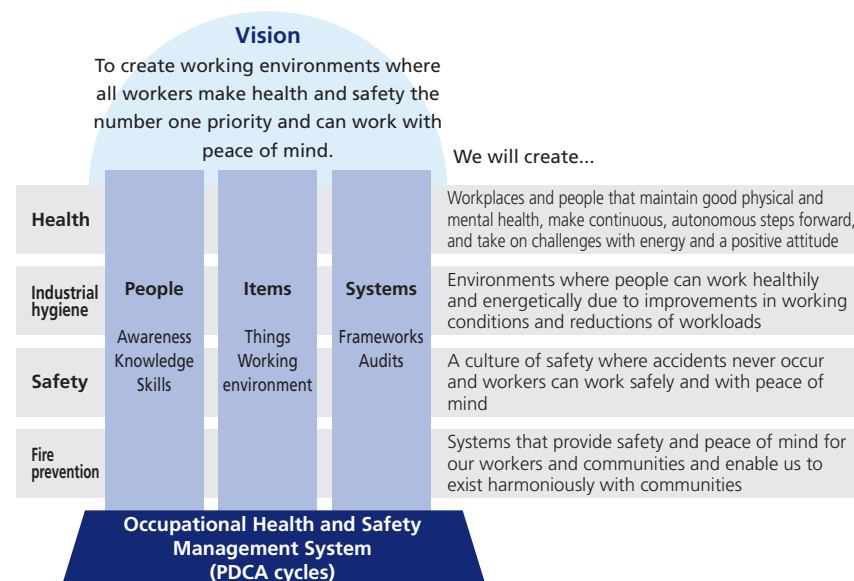 Vision
To create working environments where
all workers make health and safety the
number one priority and can work with
peace of mind.
We will create...
Health
Workplaces and people that maintain good physical and
mental health, make continuous, autonomous steps forward,
and take on challenges with energy and a positive attitude
Industrial
hygiene
Environments where people can work healthily
and energetically due to improvements in working
conditions and reductions of workloads
People
Awareness
Knowledge
Skills
Items
Things
Working
environment
Systems
Frameworks
Audits
Safety
A culture of safety where accidents never occur
and workers can work safely and with peace of
mind
Fire
prevention
Systems that provide safety and peace of mind for
our workers and communities and enable us to
exist harmoniously with communities
Occupational Health and Safety
Management System
(PDCA cycles)